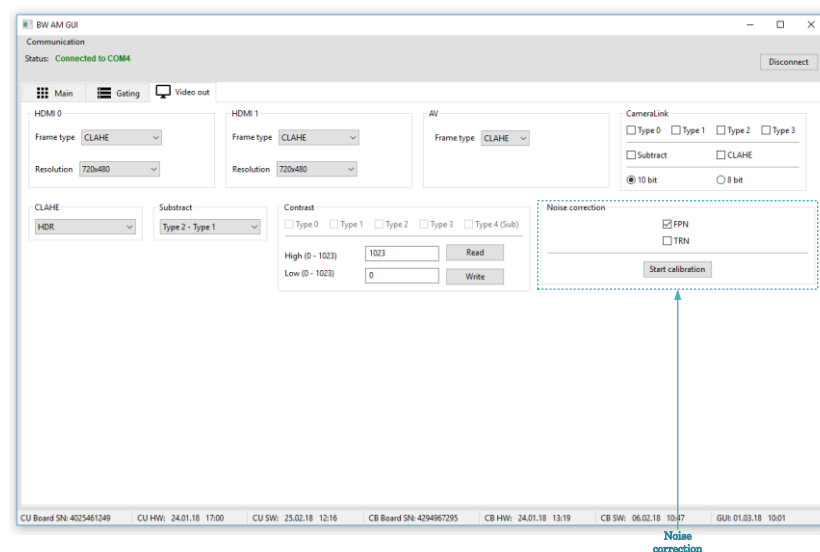 BW AM GUI
Communication
Status: Connected to COM4
Disconnect
Main Gating Video out
HDMI 0 HDMI 1 AV CameraLink
Type 0 Type 1 Type 2 Type 3
Frame type CLAHE Frame type CLAHE Frame type CLAHE
Subtract CLAHE
Resolution 720x480 Resolution 720x480
10 bit 8 bit
CLAHE Substract Contrast Noise correction
HDR Type 2 - Type 1 Type 0 Type 1 Type 2 Type 3 Type 4 (Sub) FPN
TRN
High (0 - 1023) 1023 Read
Low (0 - 1023) 0 Write
Start calibration
CU Board SN: 4025461249 CU HW: 24.01.18 17:00 CU SW: 25.02.18 12:16 CB Board SN: 4294967295 CB HW: 24.01.18 13:19 CB SW: 06.02.18 10:47 GUI: 01.03.18 10:01
Noise
correction